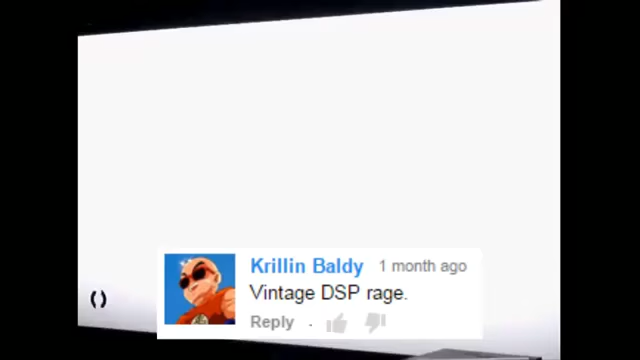 Krillin Baldy 1 month ago
Vintage DSP rage.
()
Reply .